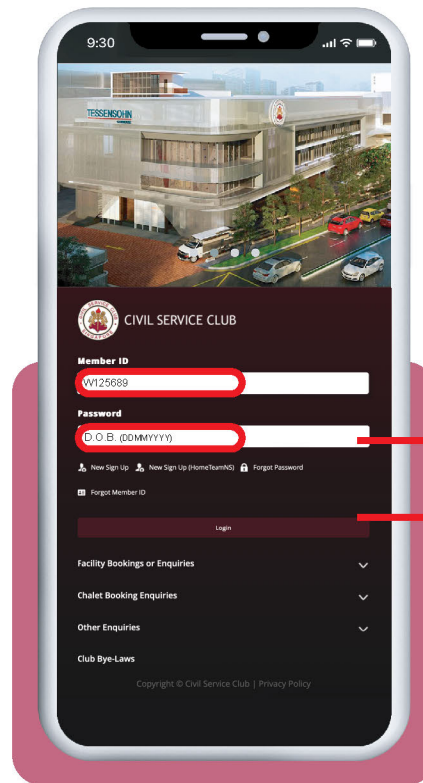 9:30
TESSENSOHN
CIVIL SERVICE CLUB
Member ID
W125689
Password
D.O.B. (DDMMYYYY)
New Sign Up New Sign Up (HomeTeamNS) Forgot Password
Forgot Member ID
Login
Facility Bookings or Enquiries
Chalet Booking Enquiries
Other Enquiries
Club Bye-Laws
Copyright © Civil Service Club | Privacy Policy